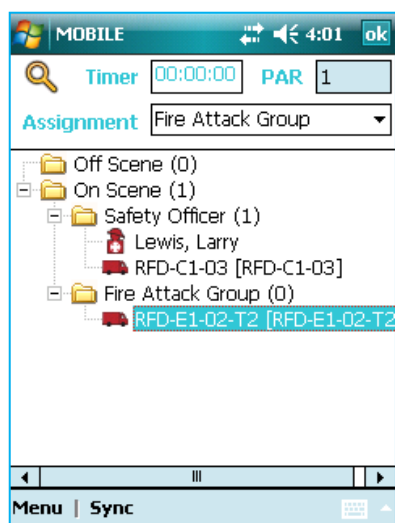 MOBILE 4:01 ok
Timer 00:00:00 PAR 1
Assignment Fire Attack Group
Off Scene (0)
On Scene (1)
Safety Officer (1)
Lewis, Larry
RFD-C1-03 [RFD-C1-03]
Fire Attack Group (0)
RFD-E1-02-T2 [RFD-E1-02-T2
Menu | Sync